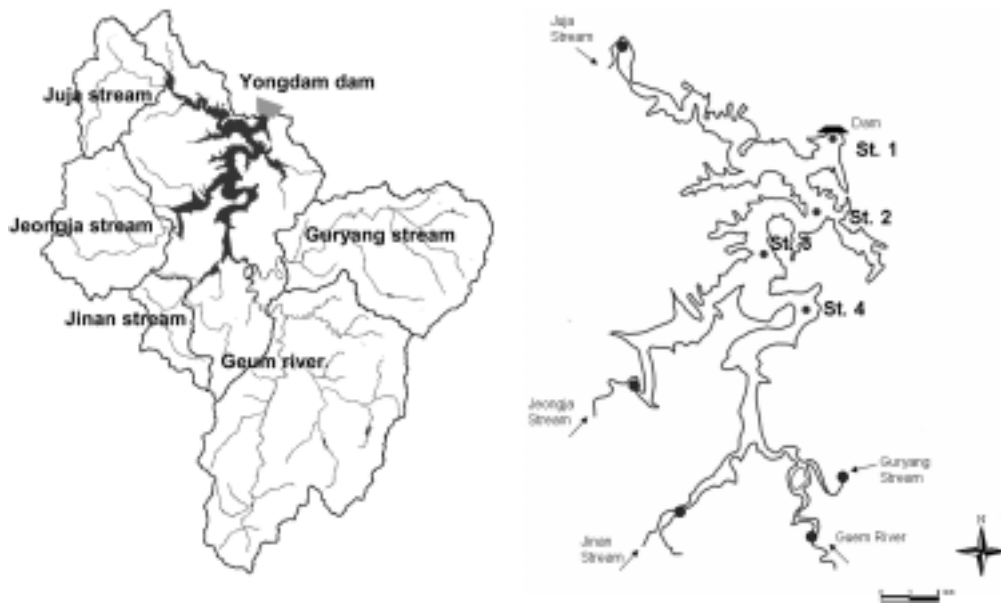 Juja stream
Yongdam dam
Jeongja stream
Guryang stream
Jinan stream
Geum river.
Juja
Stream
Dam
St. 1
St. 2
St. 3
St. 4
Jeongja
Stream
Guryang
Stream
Jinan
Stream
Geum River
N